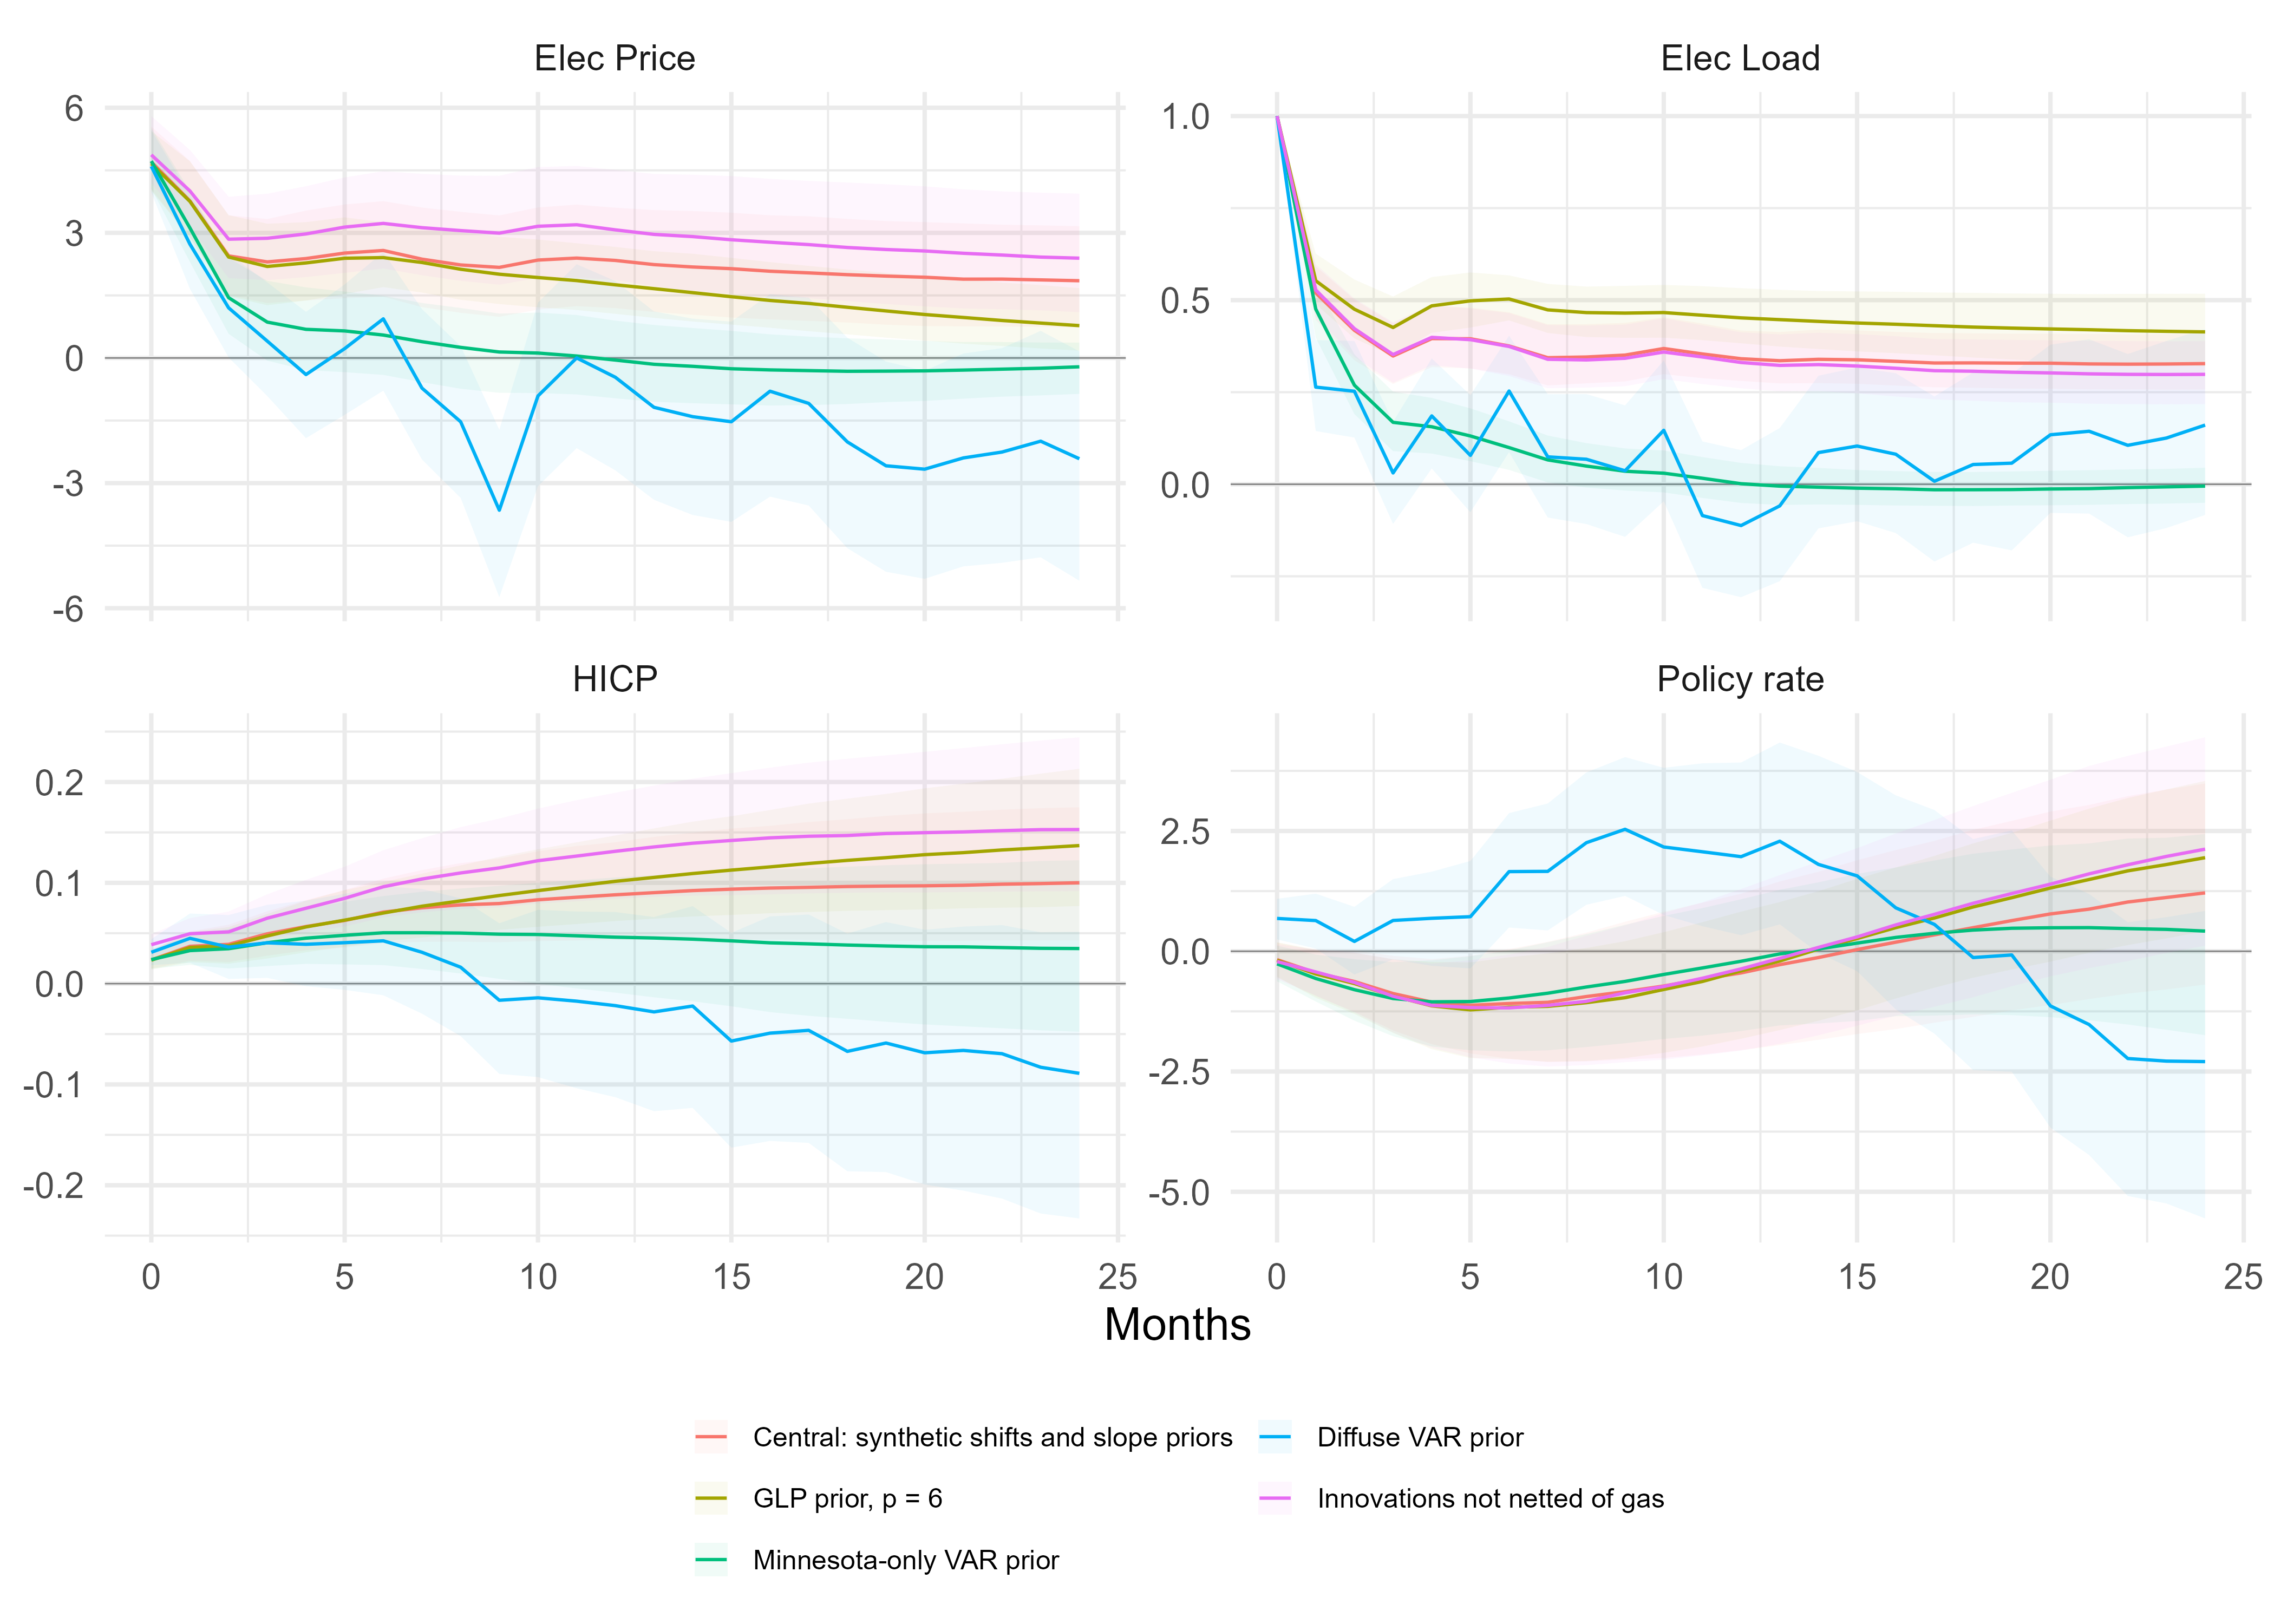 Elec Price
Elec Load
6
3
0
-3
-6
1.0
0.5
0.0
HICP
Policy rate
0.2
0.1
0.0
-0.1
-0.2
2.5
0.0
-2.5
-5.0
0 5 10 15 20 25
0 5 10 15 20 25
Months
Central: synthetic shifts and slope priors
Diffuse VAR prior
GLP prior, p = 6
Innovations not netted of gas
Minnesota-only VAR prior